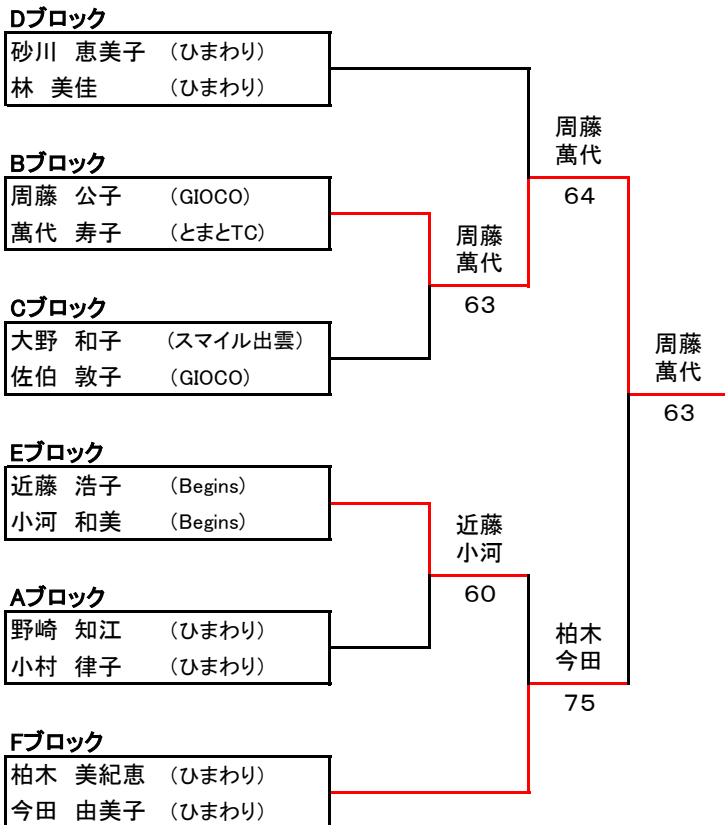 Dブロック
砂川 恵美子 (ひまわり)
林 美佳 (ひまわり)
周藤
萬代
64
Bブロック
周藤 公子 (GIOCO)
萬代 寿子 (とまとTC)
周藤
萬代
63
Cブロック
大野 和子 (スマイル出雲)
佐伯 敦子 (GIOCO)
周藤
萬代
63
Eブロック
近藤 浩子 (Begins)
小河 和美 (Begins)
近藤
小河
60
Aブロック
野崎 知江 (ひまわり)
小村 律子 (ひまわり)
柏木
今田
75
Fブロック
柏木 美紀恵 (ひまわり)
今田 由美子 (ひまわり)